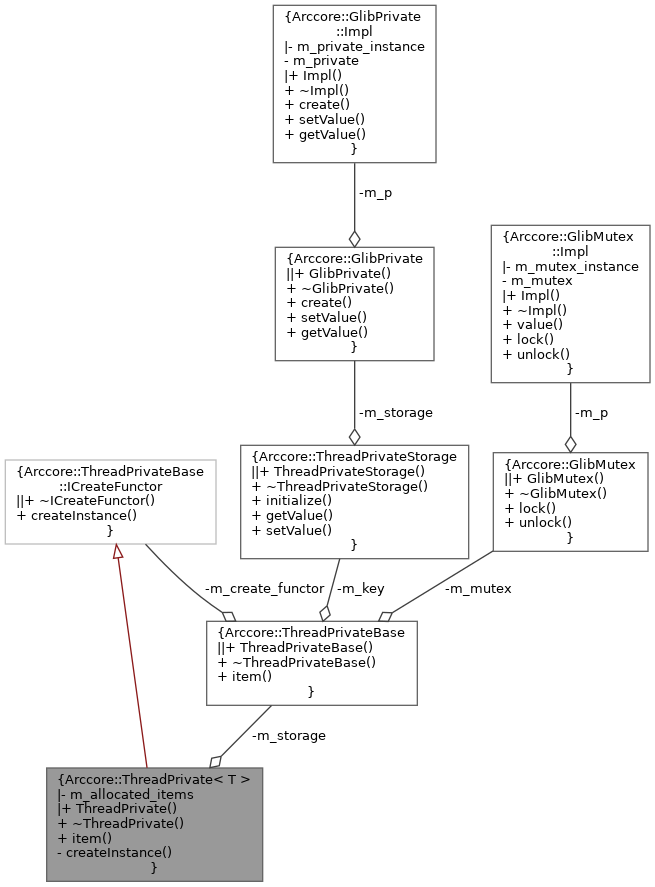 {Arccore::GlibPrivate
::Impl
|- m_private_instance
- m_private
|+ Impl()
+ ~Impl()
+ create()
+ setValue()
+ getValue()
}
-m_p
{Arccore::GlibPrivate
||+ GlibPrivate()
+ ~GlibPrivate()
+ create()
+ setValue()
+ getValue()
}
{Arccore::GlibMutex
::Impl
|- m_mutex_instance
- m_mutex
|+ Impl()
+ ~Impl()
+ value()
+ lock()
+ unlock()
}
-m_storage
-m_p
{Arccore::ThreadPrivateBase
::ICreateFunctor
||+ ~ICreateFunctor()
+ createInstance()
}
{Arccore::ThreadPrivateStorage
||+ ThreadPrivateStorage()
+ ~ThreadPrivateStorage()
+ initialize()
+ getValue()
+ setValue()
}
{Arccore::GlibMutex
||+ GlibMutex()
+ ~GlibMutex()
+ lock()
+ unlock()
}
-m_create_functor
-m_key
-m_mutex
{Arccore::ThreadPrivateBase
||+ ThreadPrivateBase()
+ ~ThreadPrivateBase()
+ item()
}
-m_storage
{Arccore::ThreadPrivate< T >
|- m_allocated_items
|+ ThreadPrivate()
+ ~ThreadPrivate()
+ item()
- createInstance()
}